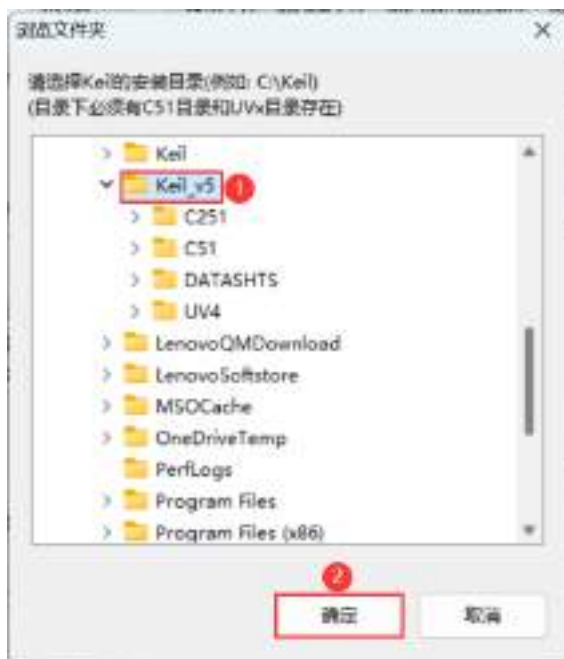 浏览文件夹
请选择Keil的安装目录(例如: C:\Keil)
(目录下必须有C51目录和UVx目录存在)
Keil
Keil_v5
1
C251
C51
DATASHTS
UV4
LenovoQMDownload
LenovoSoftstore
MSOCache
OneDriveTemp
PerfLogs
Program Files
Program Files (x86)
2
确定 取消